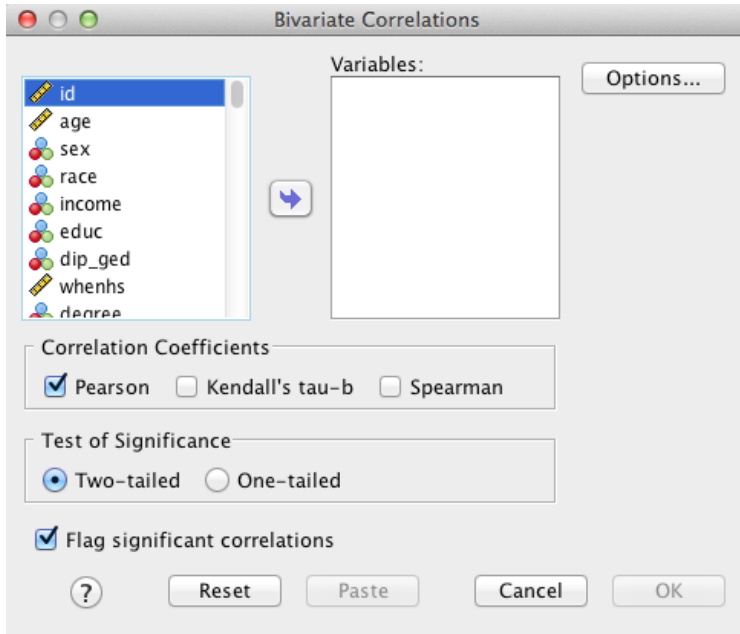 Bivariate Correlations
Variables:
Options...
id
age
sex
race
income
educ
dip_ged
whenhs
degree
Correlation Coefficients
Pearson Kendall's tau-b Spearman
Test of Significance
Two-tailed One-tailed
Flag significant correlations
? Reset Paste Cancel OK